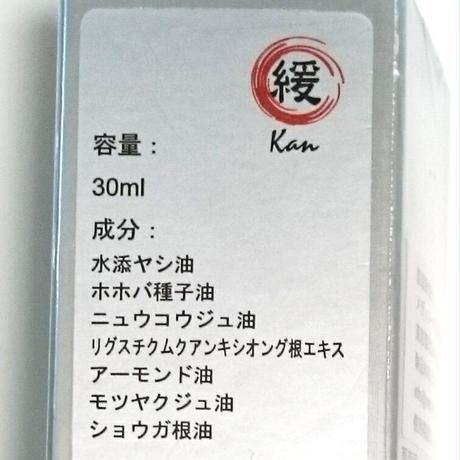 緩
Kan
容量：
30ml
成分：
水添ヤシ油
ホホバ種子油
ニュウコウジュ油
リグスチクムクアンキシオング根エキス
アーモンド油
モツヤクジュ油
ショウガ根油